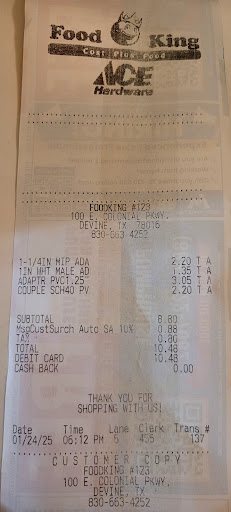 Food King
Cost Plus Food
ACE
Hardware
FOODKING #123
100 E. COLONIAL PKWY.
DEVINE, TX 78016
830-663-4252
1-1/4IN MIP ADA 2.20 T A
1IN WHT MALE AD 1.35 T A
ADAPTR PVC1.25" 3.05 T A
COUPLE SCH40 PV 2.20 T A
SUBTOTAL 8.80
MsgCustSurch Auto SA 10% 0.88
TAX 0.80
TOTAL 10.48
DEBIT CARD 10.48
CASH BACK 0.00
THANK YOU FOR
SHOPPING WITH US!
Date Time Lane Clerk Trans #
01/24/25 06:12 PM 5 455 137
CUSTOMER COPY
FOODKING #123
100 E. COLONIAL PKWY.
DEVINE, TX
830-663-4252